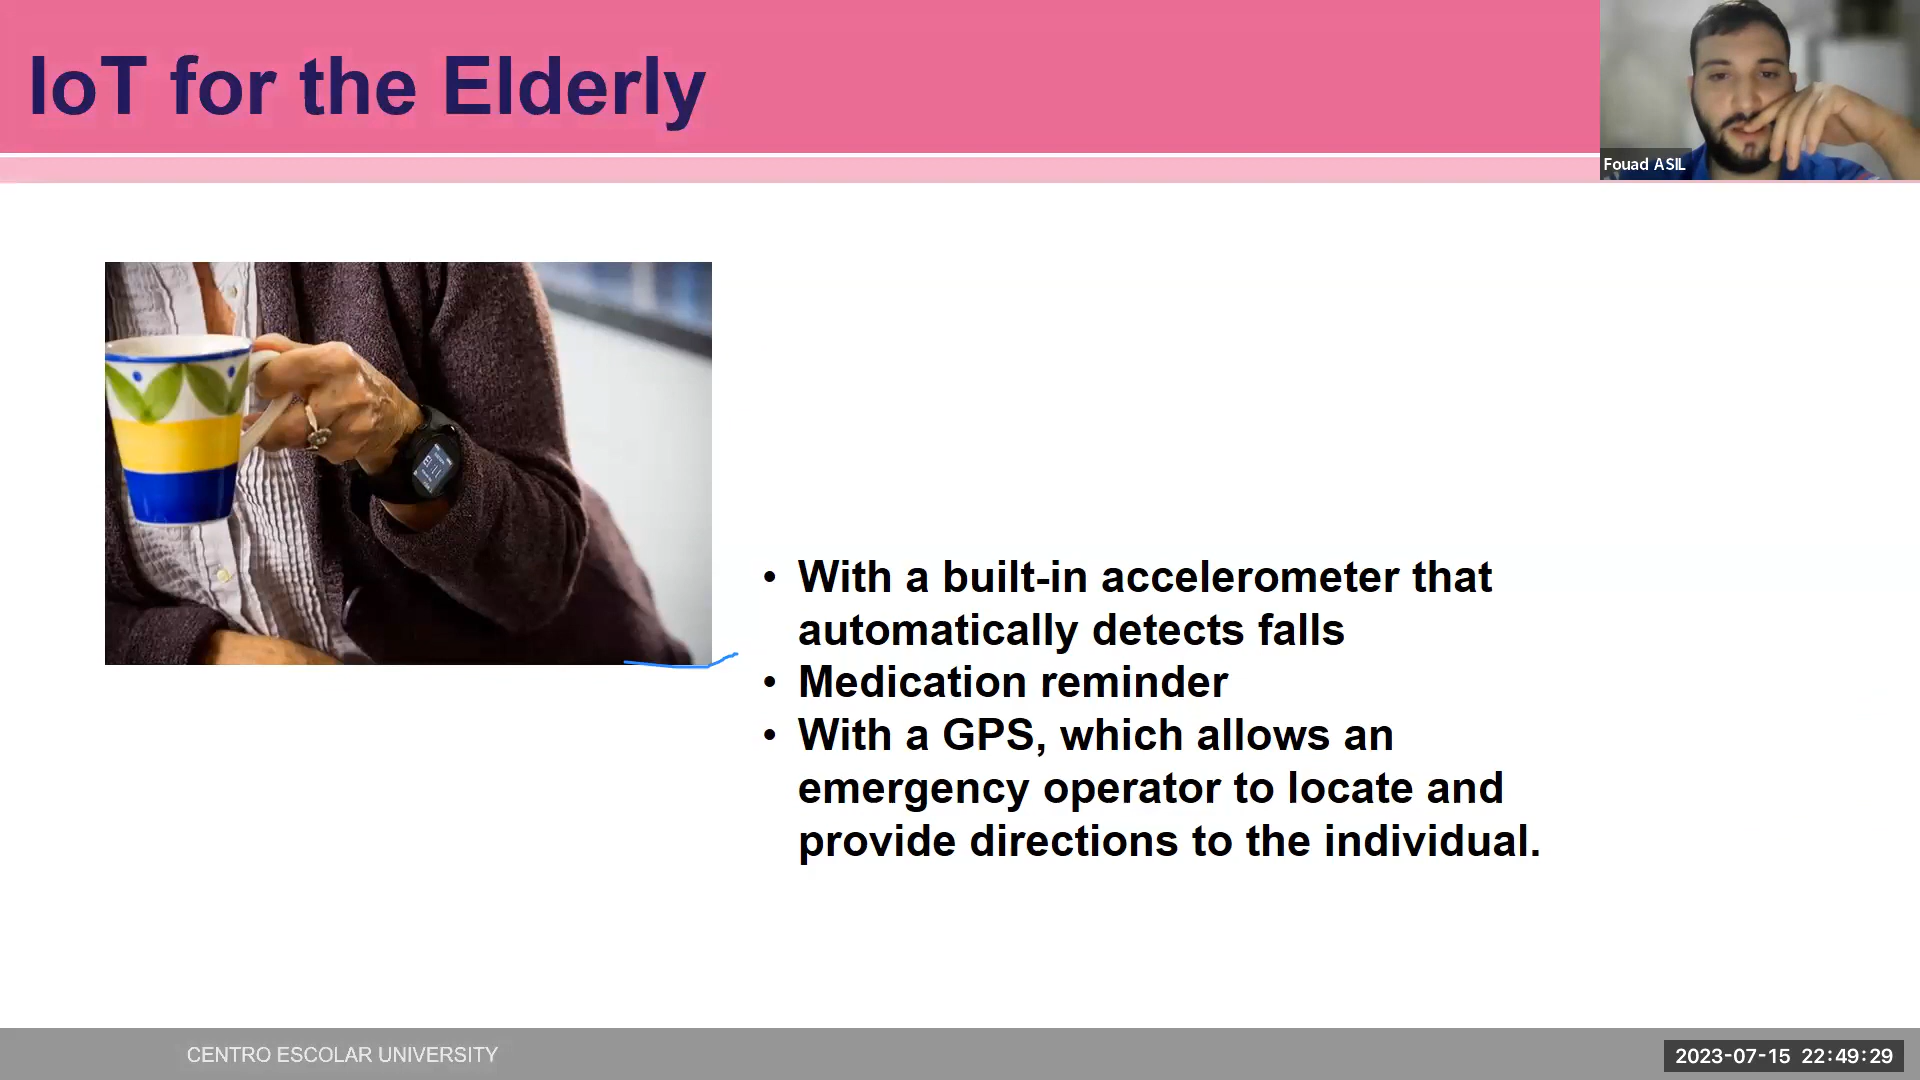 IoT for the Elderly
Fouad ASIL
• With a built-in accelerometer that
automatically detects falls
• Medication reminder
• With a GPS, which allows an
emergency operator to locate and
provide directions to the individual.
CENTRO ESCOLAR UNIVERSITY
2023-07-15 22:49:29